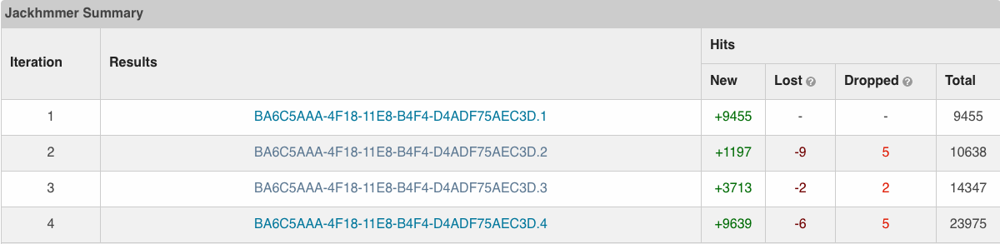 Jackhmmer Summary
Iteration Results Hits
New Lost ? Dropped ? Total
1 BA6C5AAA-4F18-11E8-B4F4-D4ADF75AEC3D.1 +9455 - - 9455
2 BA6C5AAA-4F18-11E8-B4F4-D4ADF75AEC3D.2 +1197 -9 5 10638
3 BA6C5AAA-4F18-11E8-B4F4-D4ADF75AEC3D.3 +3713 -2 2 14347
4 BA6C5AAA-4F18-11E8-B4F4-D4ADF75AEC3D.4 +9639 -6 5 23975